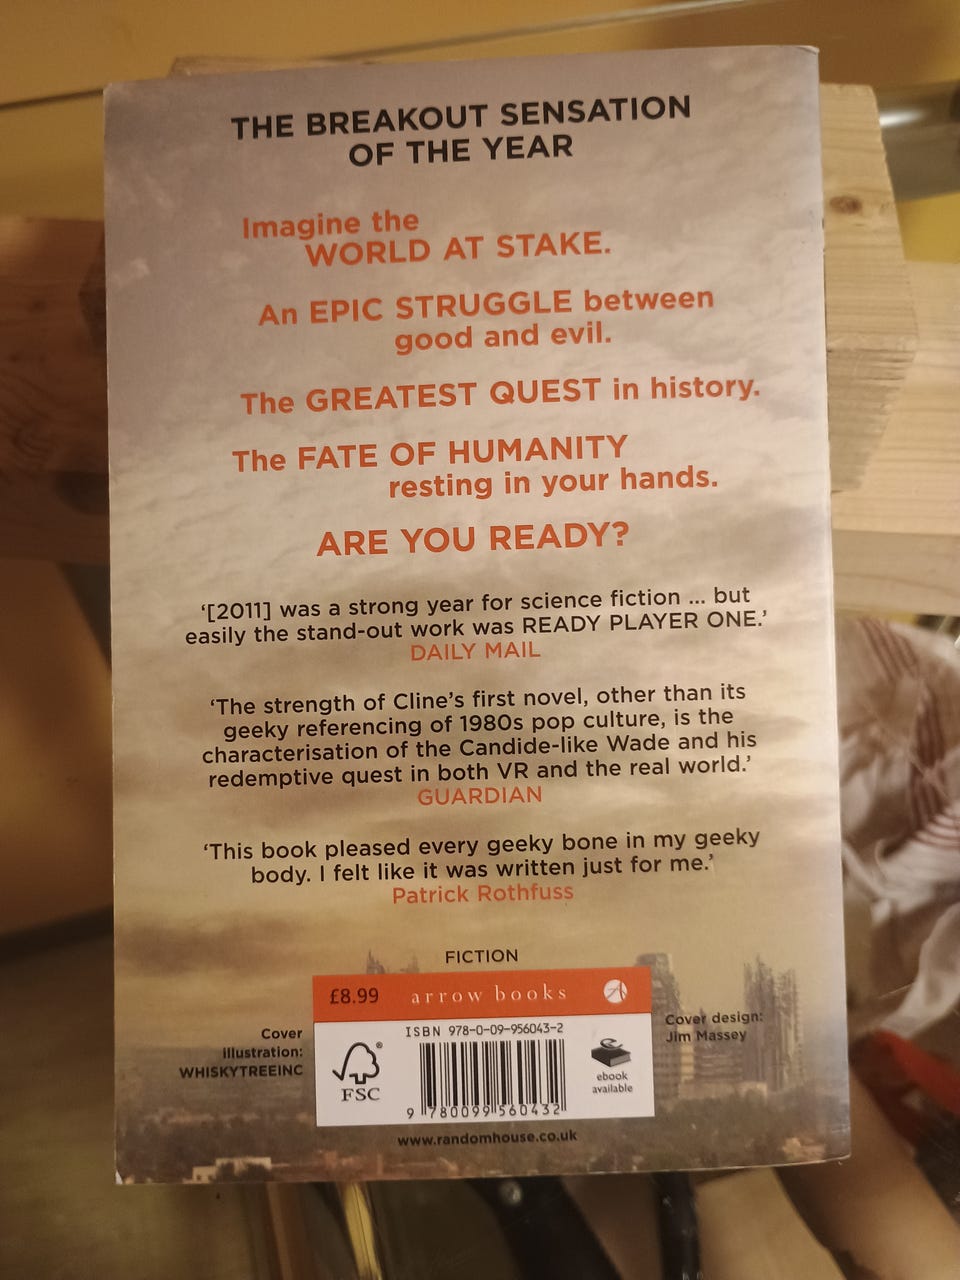 THE BREAKOUT SENSATION
OF THE YEAR
Imagine the
WORLD AT STAKE.
An EPIC STRUGGLE between
good and evil.
The GREATEST QUEST in history.
The FATE OF HUMANITY
resting in your hands.
ARE YOU READY?
‘[2011] was a strong year for science fiction ... but
easily the stand-out work was READY PLAYER ONE.’
DAILY MAIL
‘The strength of Cline’s first novel, other than its
geeky referencing of 1980s pop culture, is the
characterisation of the Candide-like Wade and his
redemptive quest in both VR and the real world.’
GUARDIAN
‘This book pleased every geeky bone in my geeky
body. I felt like it was written just for me.’
Patrick Rothfuss
FICTION
£8.99 arrow books
Cover
illustration:
WHISKYTREEINC
ISBN 978-0-09-956043-2
®
FSC
9 780099 560432
ebook
available
Cover design:
Jim Massey
www.randomhouse.co.uk